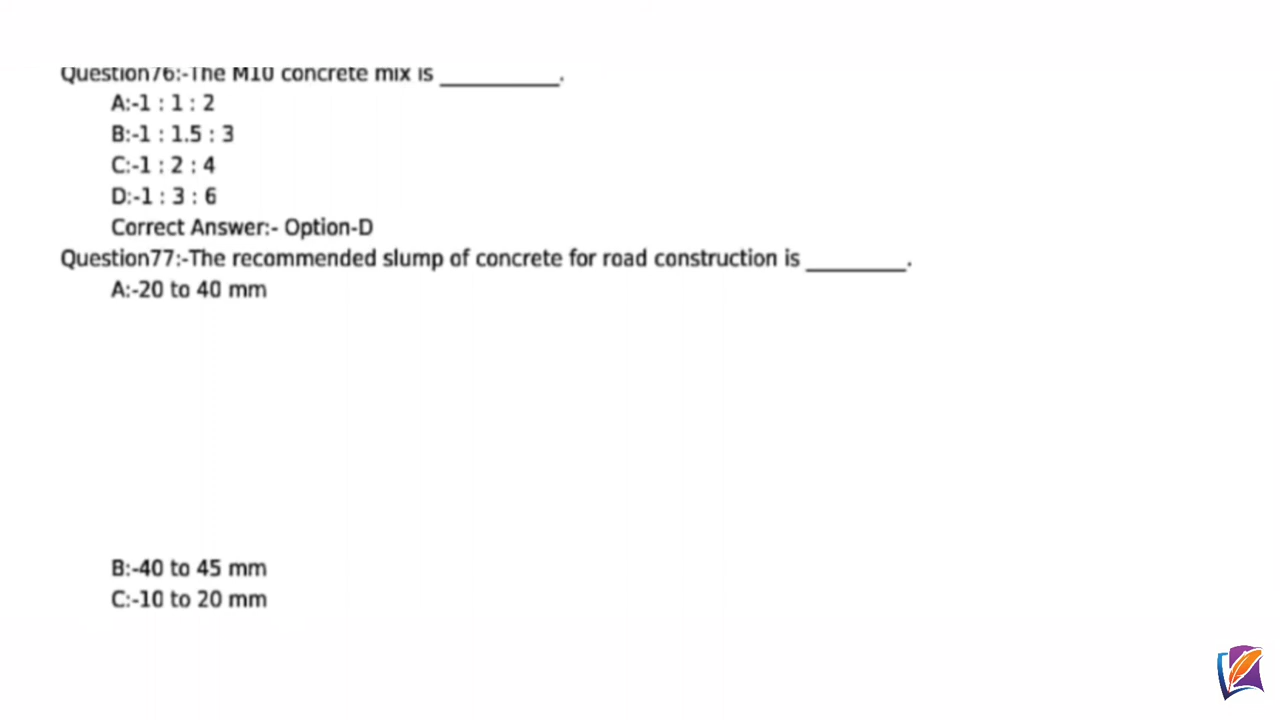 Question76:-The M10 concrete mix is __________.
A:-1 : 1 : 2
B:-1 : 1.5 : 3
C:-1 : 2 : 4
D:-1 : 3 : 6
Correct Answer:- Option-D
Question77:-The recommended slump of concrete for road construction is ________.
A:-20 to 40 mm
B:-40 to 45 mm
C:-10 to 20 mm